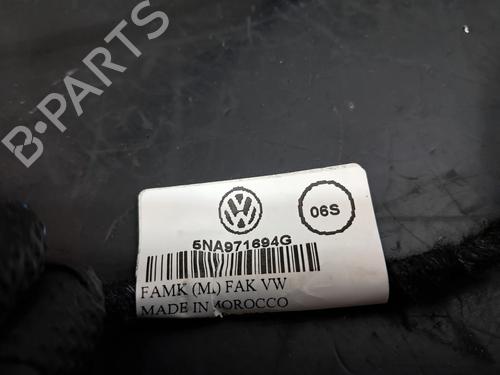 B-PARTS
06S
5NA971694G
FAMK (M.) FAK VW
MADE IN MOROCCO